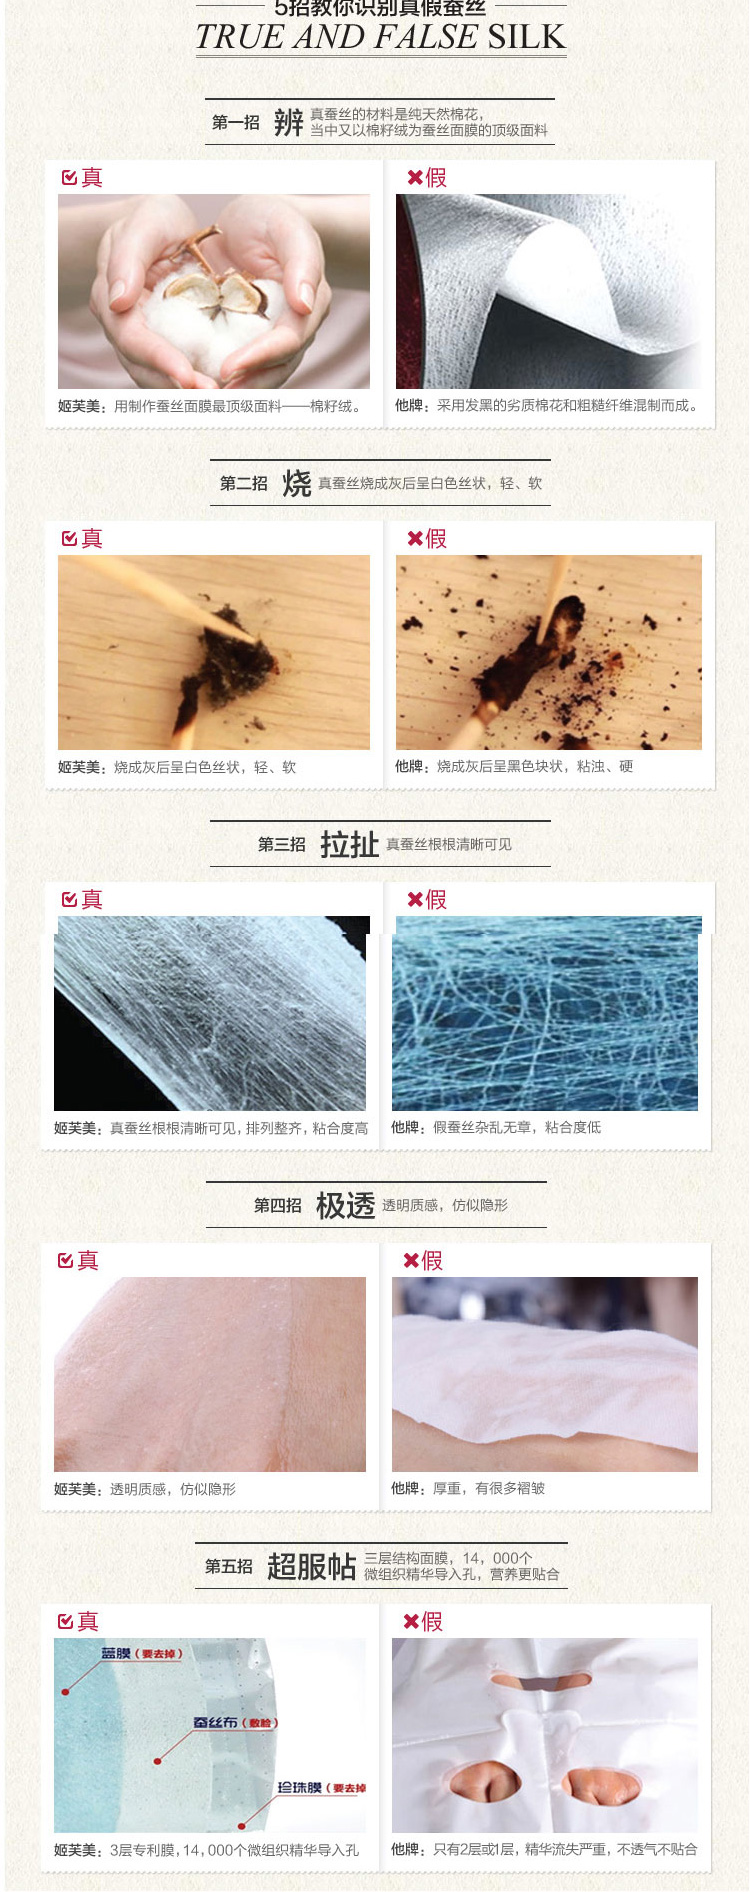 5招教你识别真假蚕丝
TRUE AND FALSE SILK
第一招 辨 真蚕丝的材料是纯天然棉花，
当中又以棉籽绒为蚕丝面膜的顶级面料
真
假
姬芙美：用制作蚕丝面膜最顶级面料——棉籽绒。
他牌：采用发黑的劣质棉花和粗糙纤维混制而成。
第二招 烧 真蚕丝烧成灰后呈白色丝状，轻、软
真
假
姬芙美：烧成灰后呈白色丝状，轻、软
他牌：烧成灰后呈黑色块状，粘浊、硬
第三招 拉扯 真蚕丝根根清晰可见
真
假
姬芙美：真蚕丝根根清晰可见，排列整齐，粘合度高
他牌：假蚕丝杂乱无章，粘合度低
第四招 极透 透明质感，仿似隐形
真
假
姬芙美：透明质感，仿似隐形
他牌：厚重，有很多褶皱
第五招 超服帖 三层结构面膜，14，000个
微组织精华导入孔，营养更贴合
真
假
蓝膜（要去掉）
蚕丝布（敷脸）
珍珠膜（要去掉
姬芙美：3层专利膜，14，000个微组织精华导入孔
他牌：只有2层或1层，精华流失严重，不透气不贴合